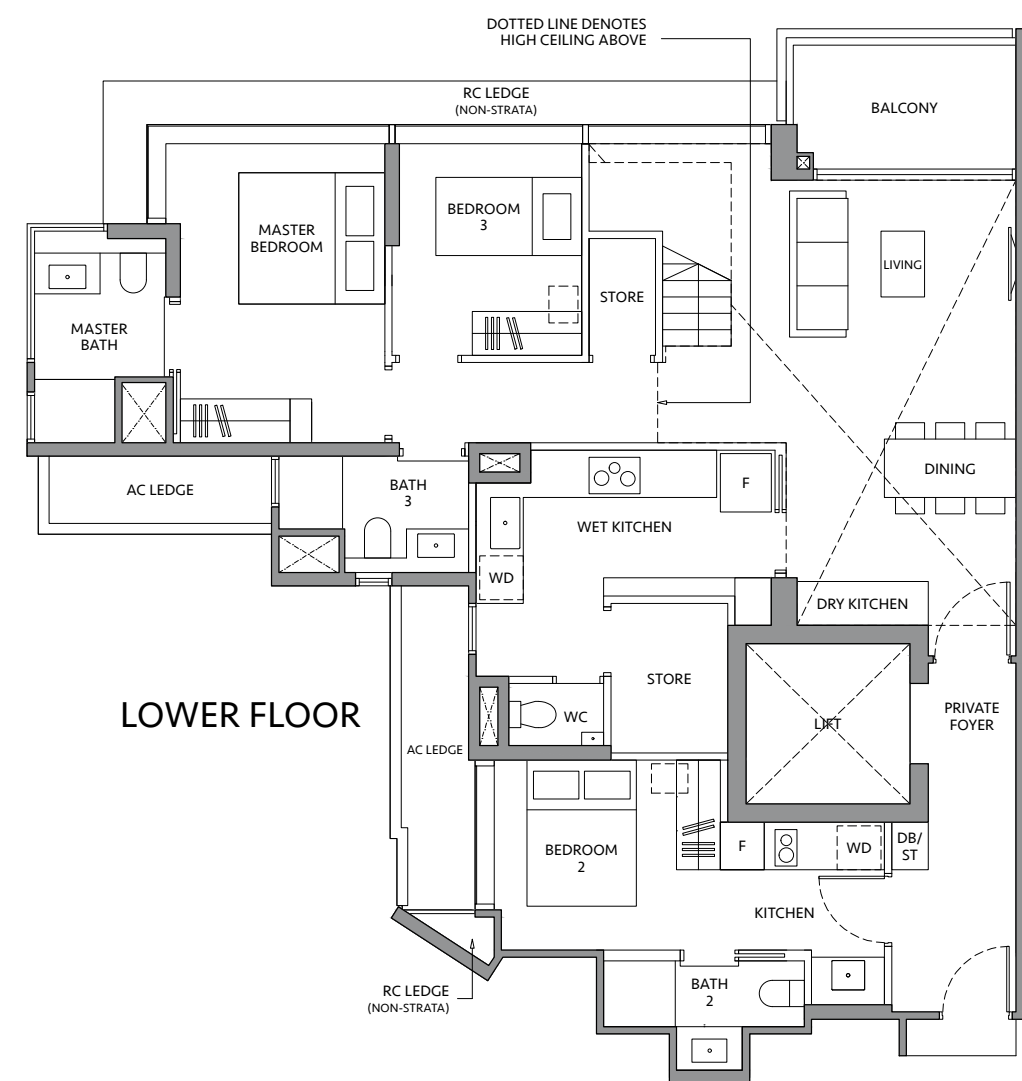 DOTTED LINE DENOTES
HIGH CEILING ABOVE
RC LEDGE
(NON-STRATA)
BALCONY
MASTER
BEDROOM
BEDROOM
3
LIVING
STORE
MASTER
BATH
DINING
AC LEDGE
BATH
3
F
WET KITCHEN
WD
DRY KITCHEN
STORE
LOWER FLOOR
WC
LIFT
PRIVATE
FOYER
AC LEDGE
BEDROOM
2
F
WD
DB/
ST
KITCHEN
BATH
2
RC LEDGE
(NON-STRATA)